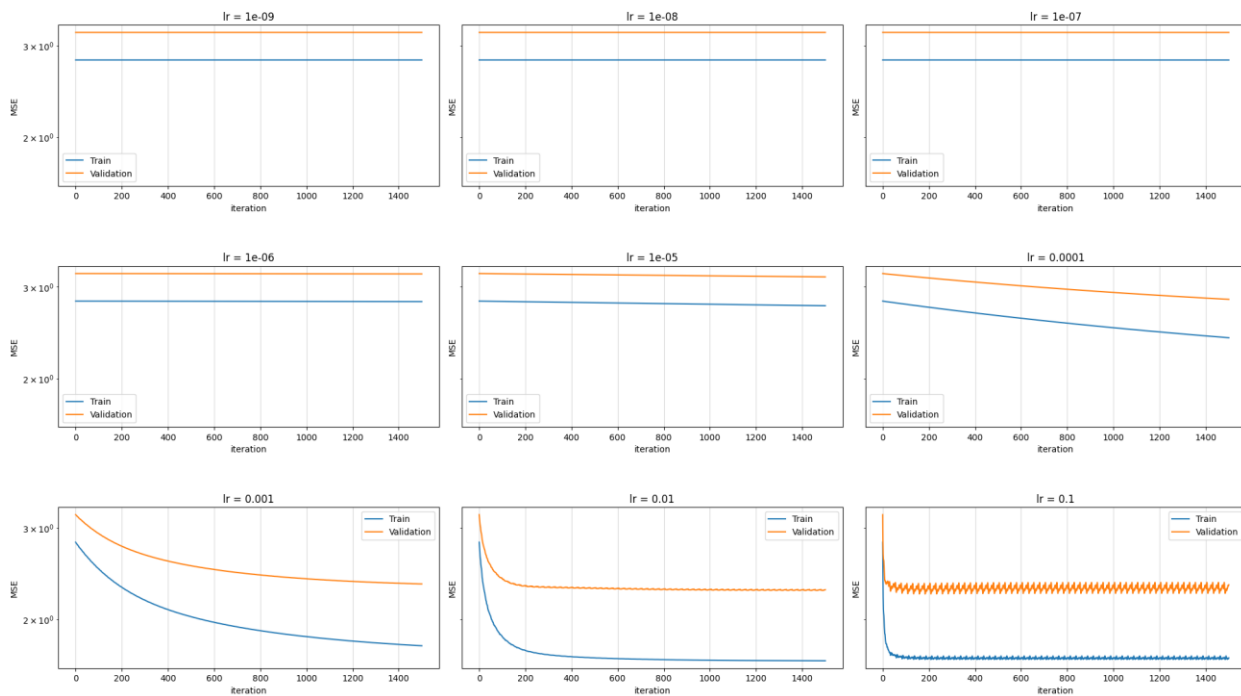 lr = 1e-09
lr = 1e-08
lr = 1e-07
MSE
3 × 10⁰
2 × 10⁰
Train
Validation
0 200 400 600 800 1000 1200 1400
iteration
MSE
Train
Validation
0 200 400 600 800 1000 1200 1400
iteration
MSE
Train
Validation
0 200 400 600 800 1000 1200 1400
iteration
lr = 1e-06
lr = 1e-05
lr = 0.0001
MSE
3 × 10⁰
2 × 10⁰
Train
Validation
0 200 400 600 800 1000 1200 1400
iteration
MSE
Train
Validation
0 200 400 600 800 1000 1200 1400
iteration
MSE
Train
Validation
0 200 400 600 800 1000 1200 1400
iteration
lr = 0.001
lr = 0.01
lr = 0.1
MSE
3 × 10⁰
2 × 10⁰
Train
Validation
0 200 400 600 800 1000 1200 1400
iteration
MSE
Train
Validation
0 200 400 600 800 1000 1200 1400
iteration
MSE
Train
Validation
0 200 400 600 800 1000 1200 1400
iteration